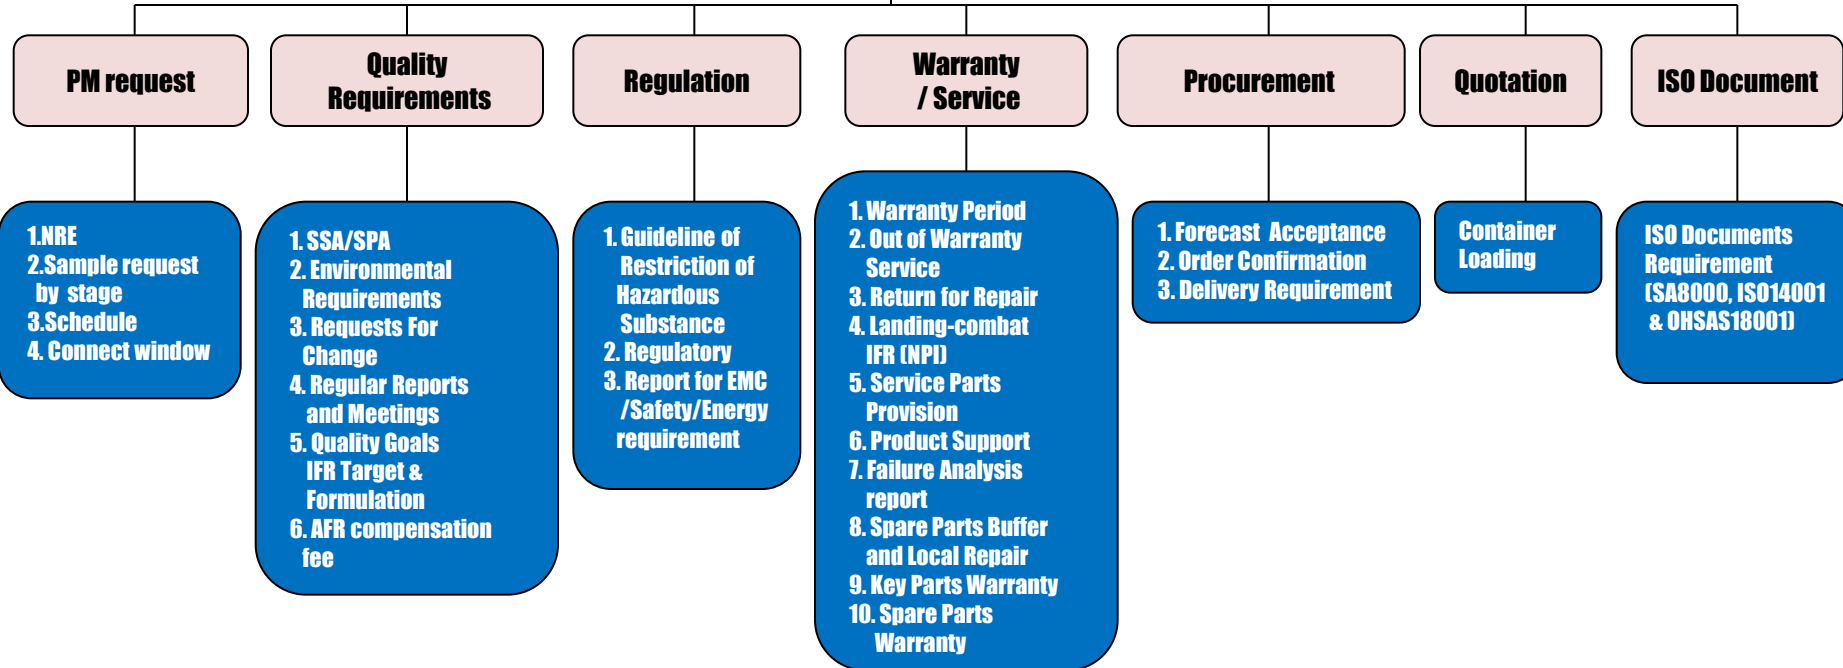 PM request
Quality
Requirements
Regulation
Warranty
/ Service
Procurement
Quotation
ISO Document
1.NRE
2.Sample request
by stage
3.Schedule
4. Connect window
1. SSA/SPA
2. Environmental
Requirements
3. Requests For
Change
4. Regular Reports
and Meetings
5. Quality Goals
IFR Target &
Formulation
6. AFR compensation
fee
1. Guideline of
Restriction of
Hazardous
Substance
2. Regulatory
3. Report for EMC
/Safety/Energy
requirement
1. Warranty Period
2. Out of Warranty
Service
3. Return for Repair
4. Landing-combat
IFR (NPI)
5. Service Parts
Provision
6. Product Support
7. Failure Analysis
report
8. Spare Parts Buffer
and Local Repair
9. Key Parts Warranty
10. Spare Parts
Warranty
1. Forecast Acceptance
2. Order Confirmation
3. Delivery Requirement
Container
Loading
ISO Documents
Requirement
(SA8000, ISO14001
& OHSAS18001)